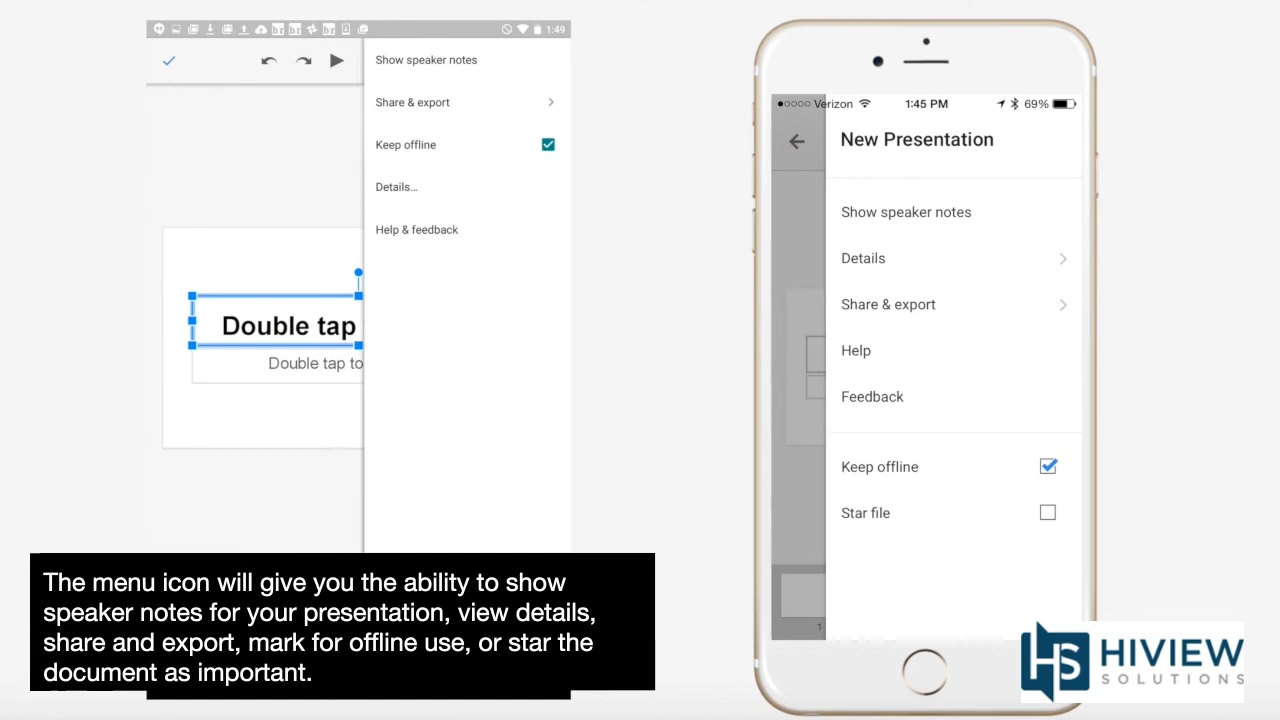 1:49
Show speaker notes
Share & export
Keep offline
Details...
Help & feedback
Double tap
Double tap to
Verizon
1:45 PM
69%
New Presentation
Show speaker notes
Details
Share & export
Help
Feedback
Keep offline
Star file
1
The menu icon will give you the ability to show
speaker notes for your presentation, view details,
share and export, mark for offline use, or star the
document as important.
HS
HIVIEW
SOLUTIONS